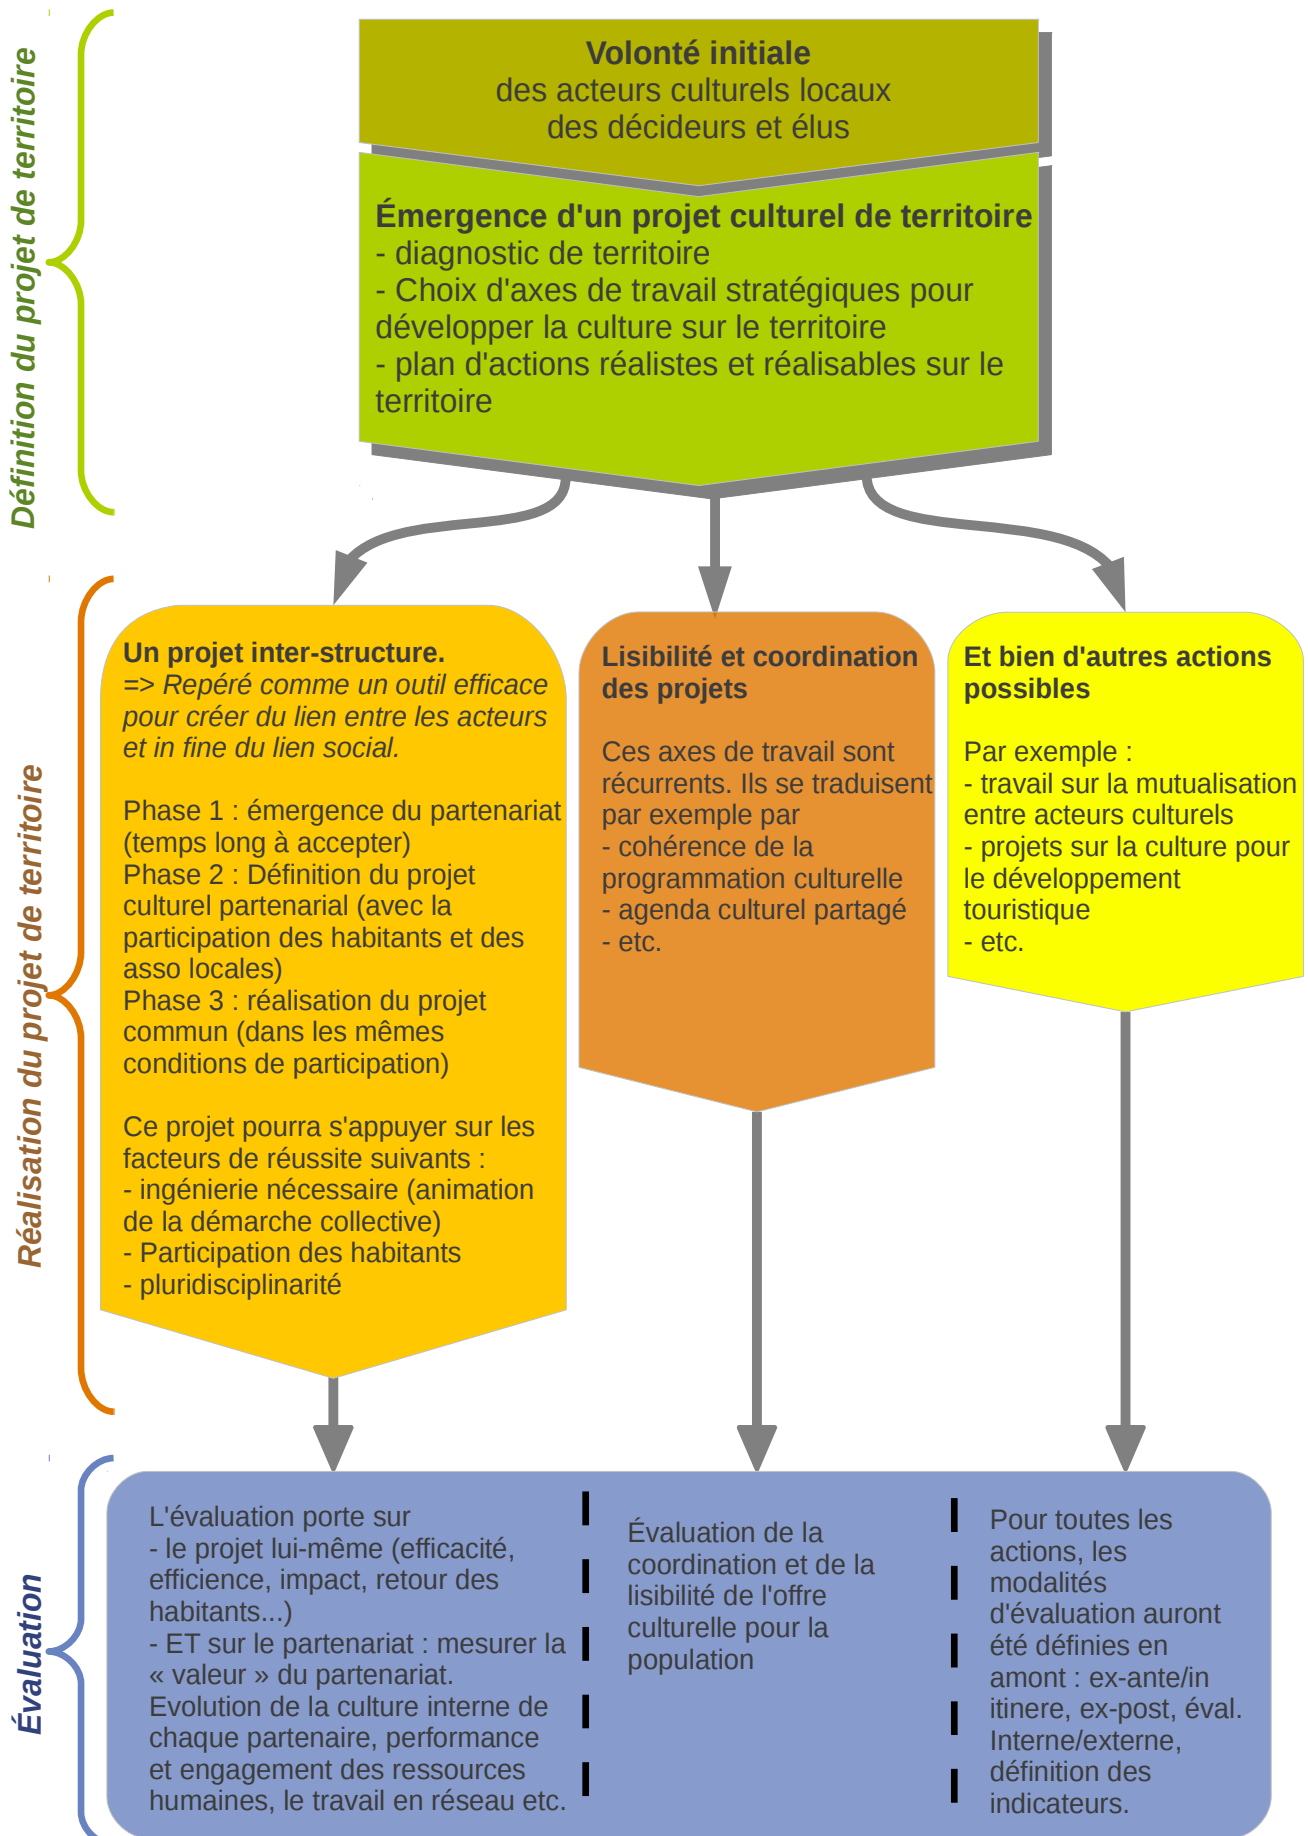 Définition du projet de territoire
Volonté initiale
des acteurs culturels locaux
des décideurs et élus
Émergence d'un projet culturel de territoire
- diagnostic de territoire
- Choix d'axes de travail stratégiques pour
développer la culture sur le territoire
- plan d'actions réalistes et réalisables sur le
territoire
Réalisation du projet de territoire
Un projet inter-structure.
=> Repéré comme un outil efficace
pour créer du lien entre les acteurs
et in fine du lien social.
Phase 1 : émergence du partenariat
(temps long à accepter)
Phase 2 : Définition du projet
culturel partenarial (avec la
participation des habitants et des
asso locales)
Phase 3 : réalisation du projet
commun (dans les mêmes
conditions de participation)
Ce projet pourra s'appuyer sur les
facteurs de réussite suivants :
- ingénierie nécessaire (animation
de la démarche collective)
- Participation des habitants
- pluridisciplinarité
Lisibilité et coordination
des projets
Ces axes de travail sont
récurrents. Ils se traduisent
par exemple par
- cohérence de la
programmation culturelle
- agenda culturel partagé
- etc.
Et bien d'autres actions
possibles
Par exemple :
- travail sur la mutualisation
entre acteurs culturels
- projets sur la culture pour
le développement
touristique
- etc.
Évaluation
L'évaluation porte sur
- le projet lui-même (efficacité,
efficience, impact, retour des
habitants...)
- ET sur le partenariat : mesurer la
« valeur » du partenariat.
Evolution de la culture interne de
chaque partenaire, performance
et engagement des ressources
humaines, le travail en réseau etc.
Évaluation de la
coordination et de la
lisibilité de l'offre
culturelle pour la
population
Pour toutes les
actions, les
modalités
d'évaluation auront
été définies en
amont : ex-ante/in
itinere, ex-post, éval.
Interne/externe,
définition des
indicateurs.